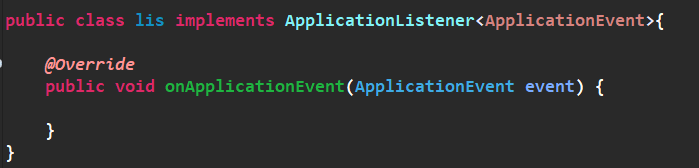 public class lis implements ApplicationListener<ApplicationEvent>{
@Override
public void onApplicationEvent(ApplicationEvent event) {
}
}